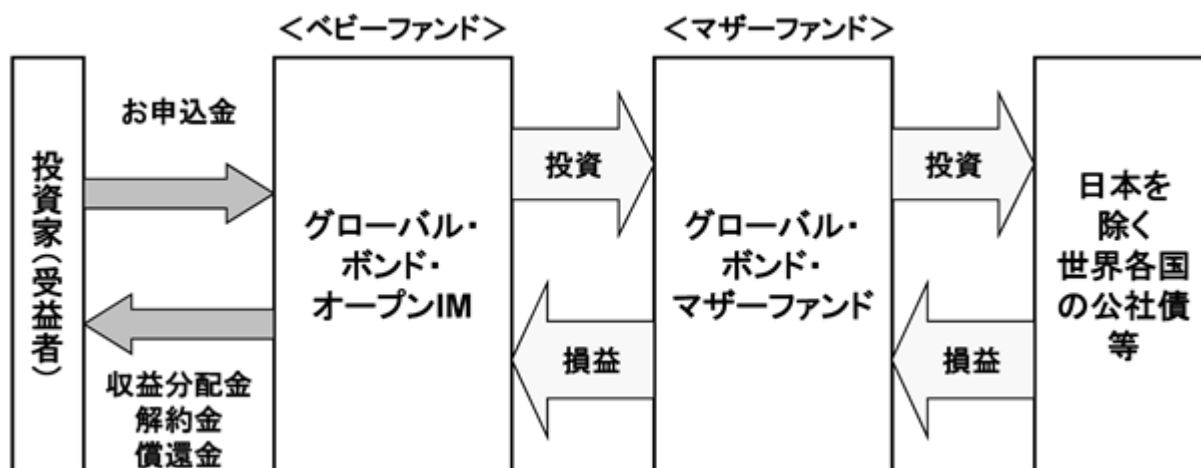 ＜ベビーファンド＞
＜マザーファンド＞
投資家（受益者）
お申込金
収益分配金
解約金
償還金
グローバル・
ボンド・
オープンIM
投資
損益
グローバル・
ボンド・
マザーファンド
投資
損益
日本を
除く
世界各国
の公社債
等